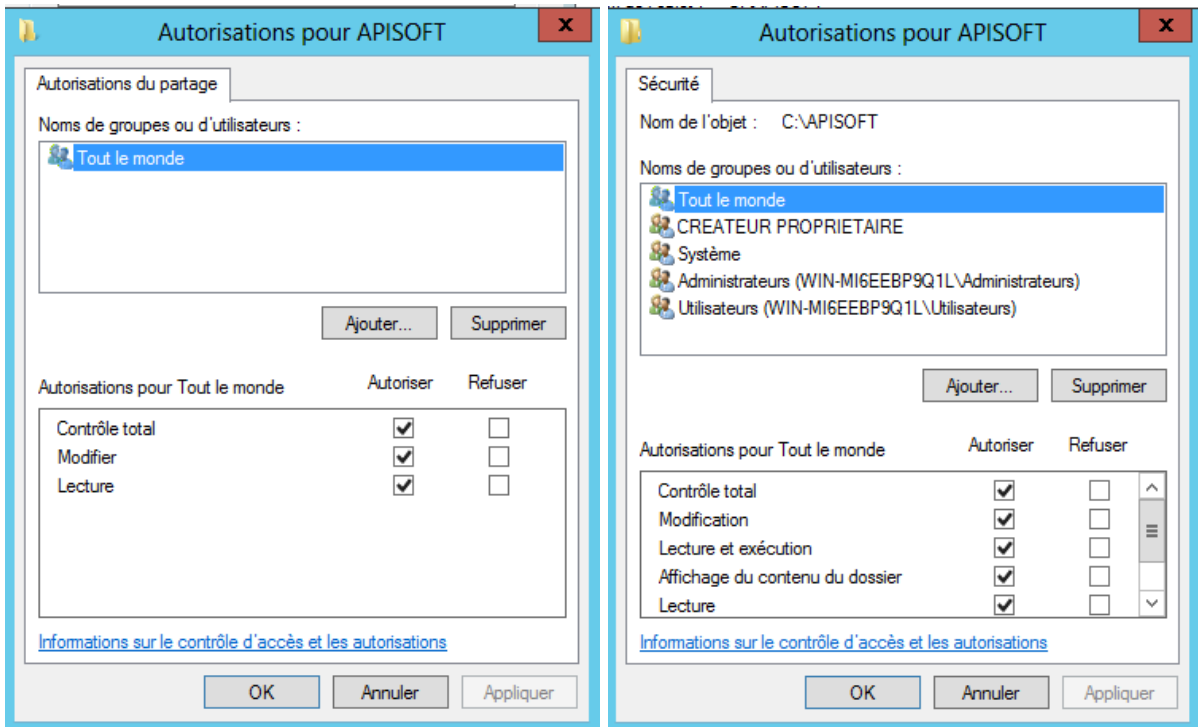 Autorisations pour APISOFT
x
Autorisations du partage
Noms de groupes ou d'utilisateurs :
Tout le monde
Ajouter...
Supprimer
Autorisations pour Tout le monde
Autoriser
Refuser
Contrôle total
Modifier
Lecture
Informations sur le contrôle d'accès et les autorisations
OK
Annuler
Appliquer
Autorisations pour APISOFT
x
Sécurité
Nom de l'objet : C:\APISOFT
Noms de groupes ou d'utilisateurs :
Tout le monde
CREATEUR PROPRIETAIRE
Système
Administrateurs (WIN-MI6EEBP9Q1L\Administrateurs)
Utilisateurs (WIN-MI6EEBP9Q1L\Utilisateurs)
Ajouter...
Supprimer
Autorisations pour Tout le monde
Autoriser
Refuser
Contrôle total
Modification
Lecture et exécution
Affichage du contenu du dossier
Lecture
Informations sur le contrôle d'accès et les autorisations
OK
Annuler
Appliquer